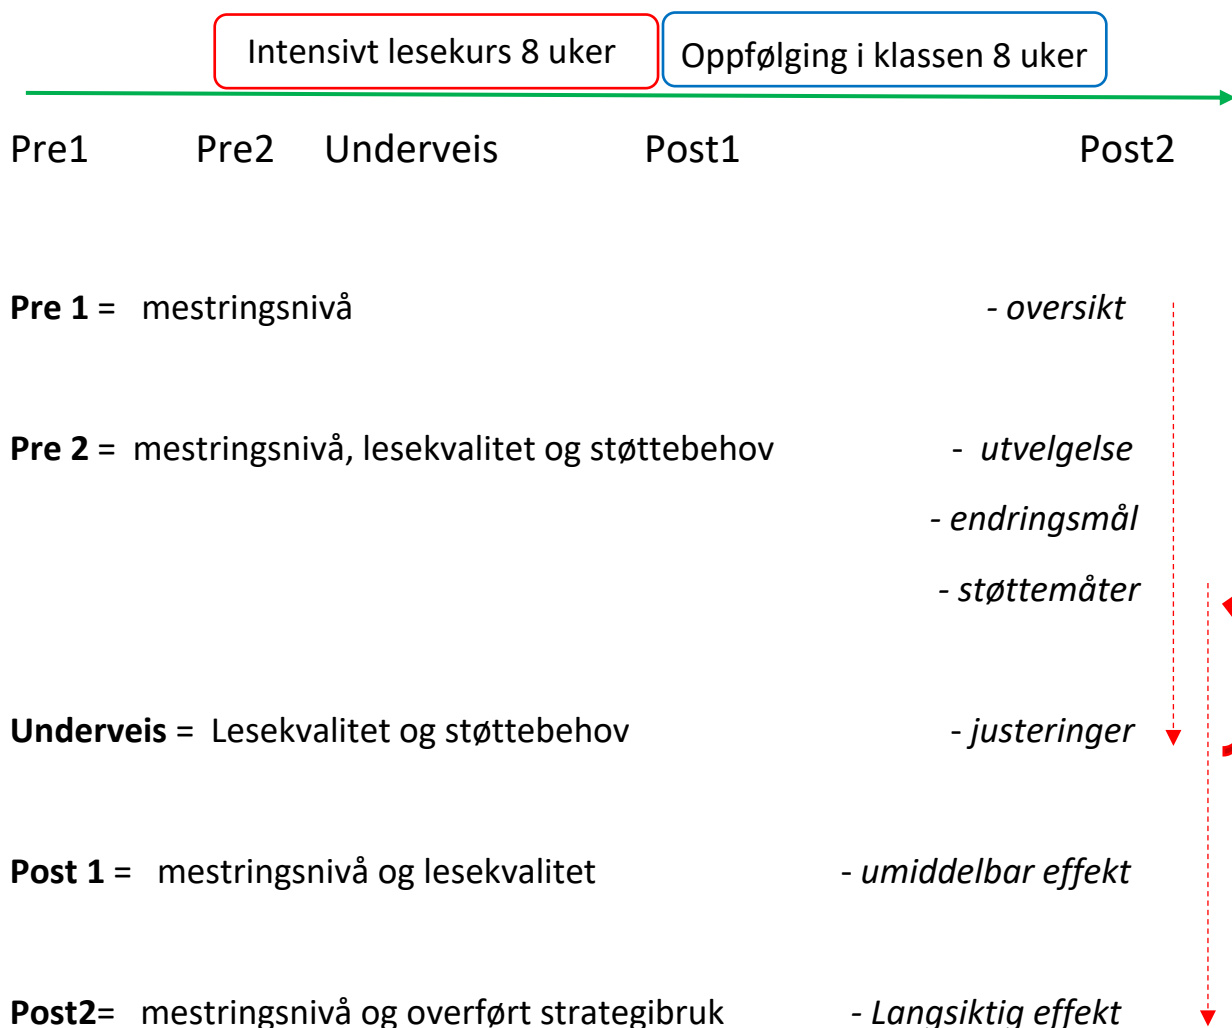 Intensivt lesekurs 8 uker Oppfølging i klassen 8 uker
Pre1 Pre2 Underveis Post1 Post2
Pre 1 = mestringsnivå - oversikt
Pre 2 = mestringsnivå, lesekvalitet og støttebehov - utvelgelse
- endringsmål
- støttemåter
Underveis = Lesekvalitet og støttebehov - justeringer
Post 1 = mestringsnivå og lesekvalitet - umiddelbar effekt
Post2= mestringsnivå og overført strategibruk - Langsiktig effekt